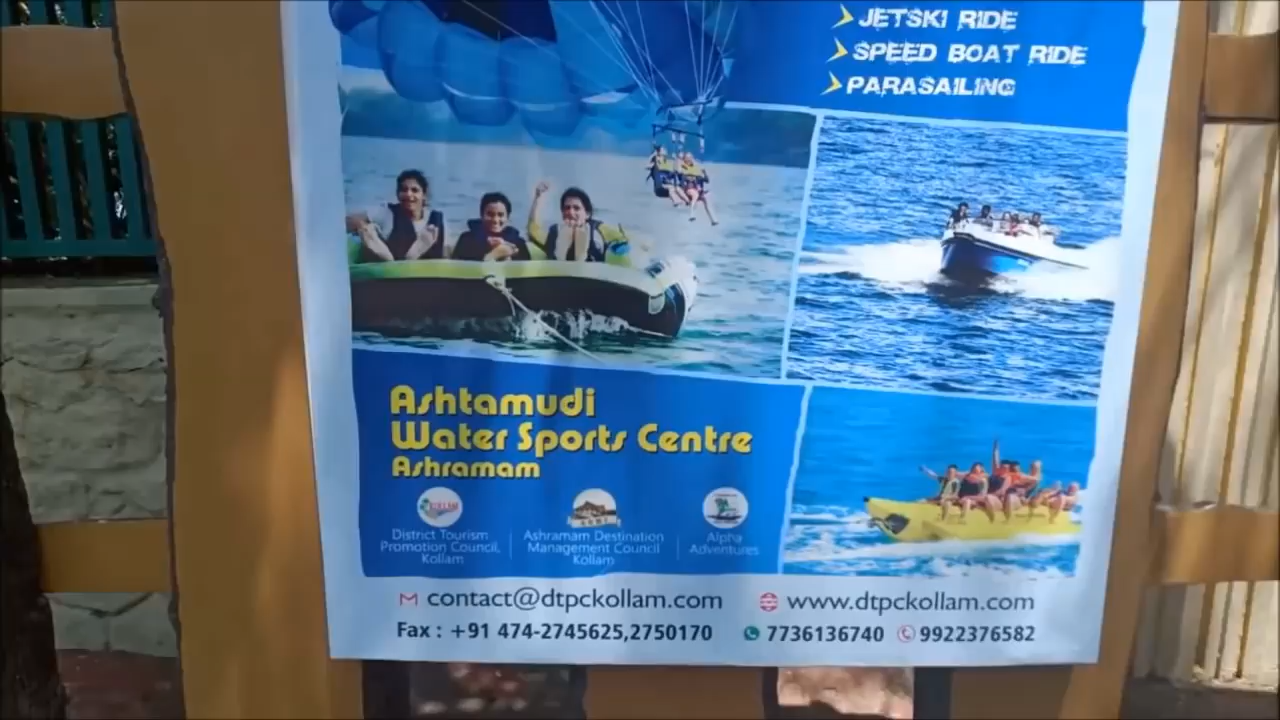 JETSKI RIDE
SPEED BOAT RIDE
PARASAILING
Ashtamudi
Water Sports Centre
Ashramam
District Tourism
Promotion Council,
Kollam
Ashramam Destination
Management Council
Kollam
Alpha
Adventures
contact@dtpckollam.com
www.dtpckollam.com
Fax : +91 474-2745625,2750170
7736136740
9922376582